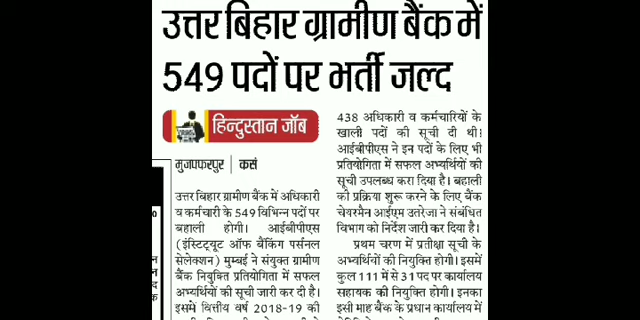 उत्तर बिहार ग्रामीण बैंक में
549 पदों पर भर्ती जल्द
हिन्दुस्तान जॉब
मुजफ्फरपुर | कसं
उत्तर बिहार ग्रामीण बैंक में अधिकारी
व कर्मचारी के 549 विभिन्न पदों पर
बहाली होगी। आईबीपीएस
(इंस्टिट्यूट ऑफ बैंकिंग पर्सनल
सेलेक्शन) मुम्बई ने संयुक्त ग्रामीण
बैंक नियुक्ति प्रतियोगिता में सफल
अभ्यर्थियों की सूची जारी कर दी है।
इसमे वित्तीय वर्ष 2018-19 की
438 अधिकारी व कर्मचारियों के
खाली पदों की सूची दी थी।
आईबीपीएस ने इन पदों के लिए भी
प्रतियोगिता में सफल अभ्यर्थियों की
सूची उपलब्ध करा दिया है। बहाली
की प्रक्रिया शुरू करने के लिए बैंक
चेयरमैन आईएम उतरेजा ने संबंधित
विभाग को निर्देश जारी कर दिया है।
प्रथम चरण में प्रतीक्षा सूची के
अभ्यर्थियों की नियुक्ति होगी। इसमें
कुल 111 में से 31 पद पर कार्यालय
सहायक की नियुक्ति होगी। इनका
इसी माह बैंक के प्रधान कार्यालय में